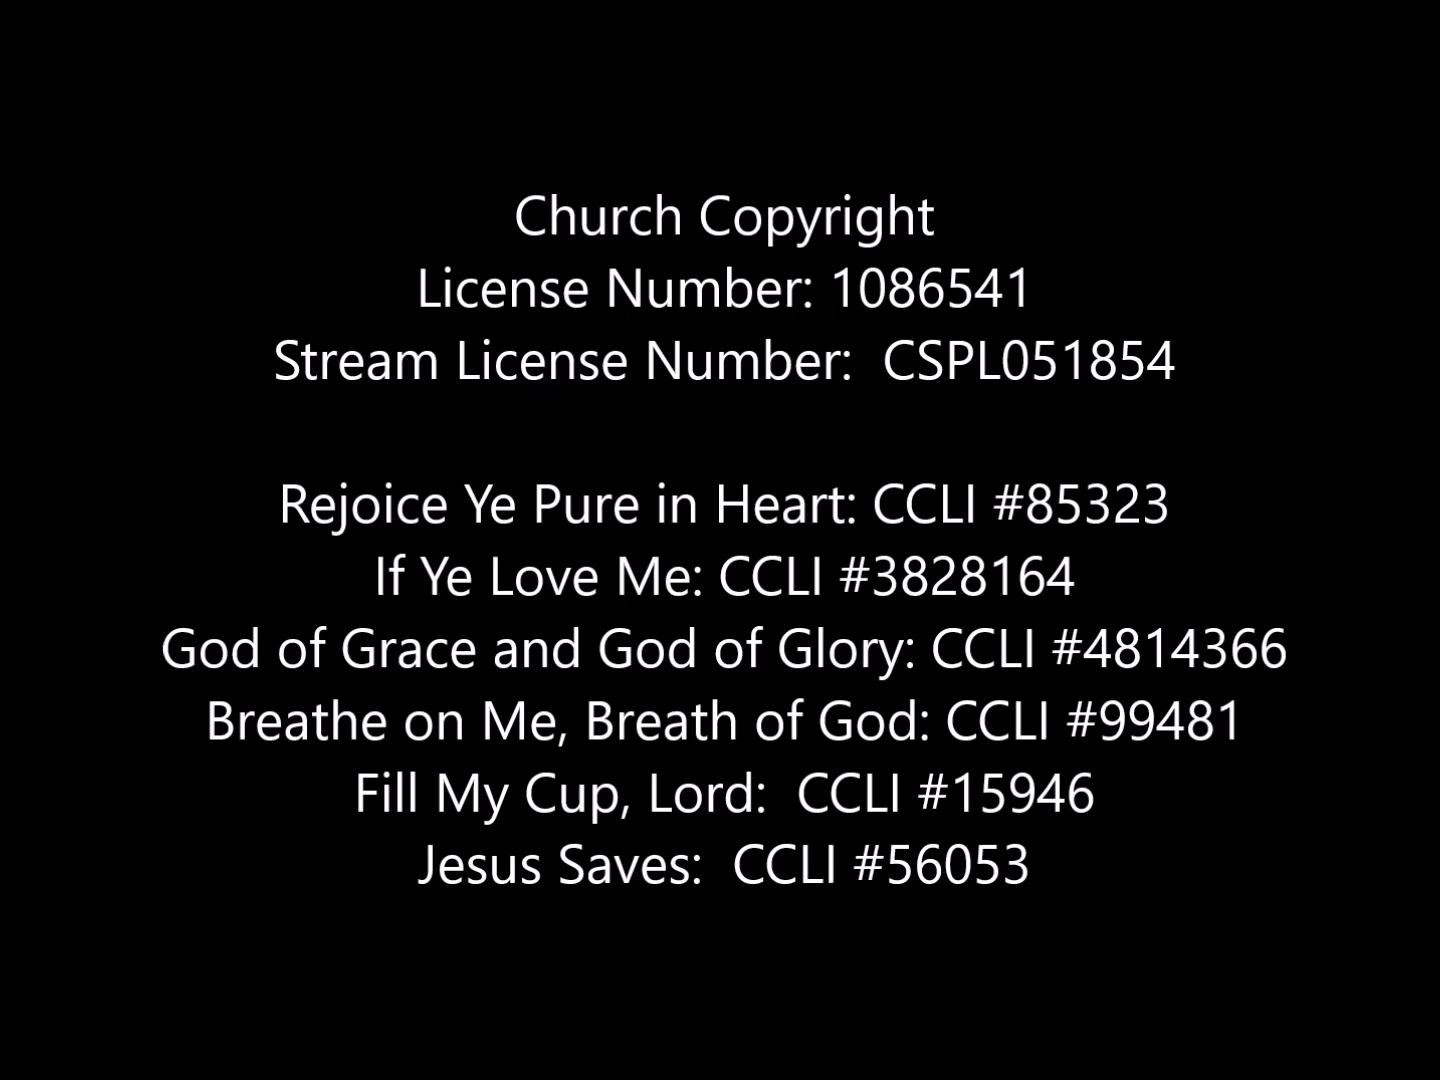 Church Copyright
License Number: 1086541
Stream License Number:  CSPL051854
Rejoice Ye Pure in Heart: CCLI #85323
If Ye Love Me: CCLI #3828164
God of Grace and God of Glory: CCLI #4814366
Breathe on Me, Breath of God: CCLI #99481
Fill My Cup, Lord:  CCLI #15946
Jesus Saves:  CCLI #56053